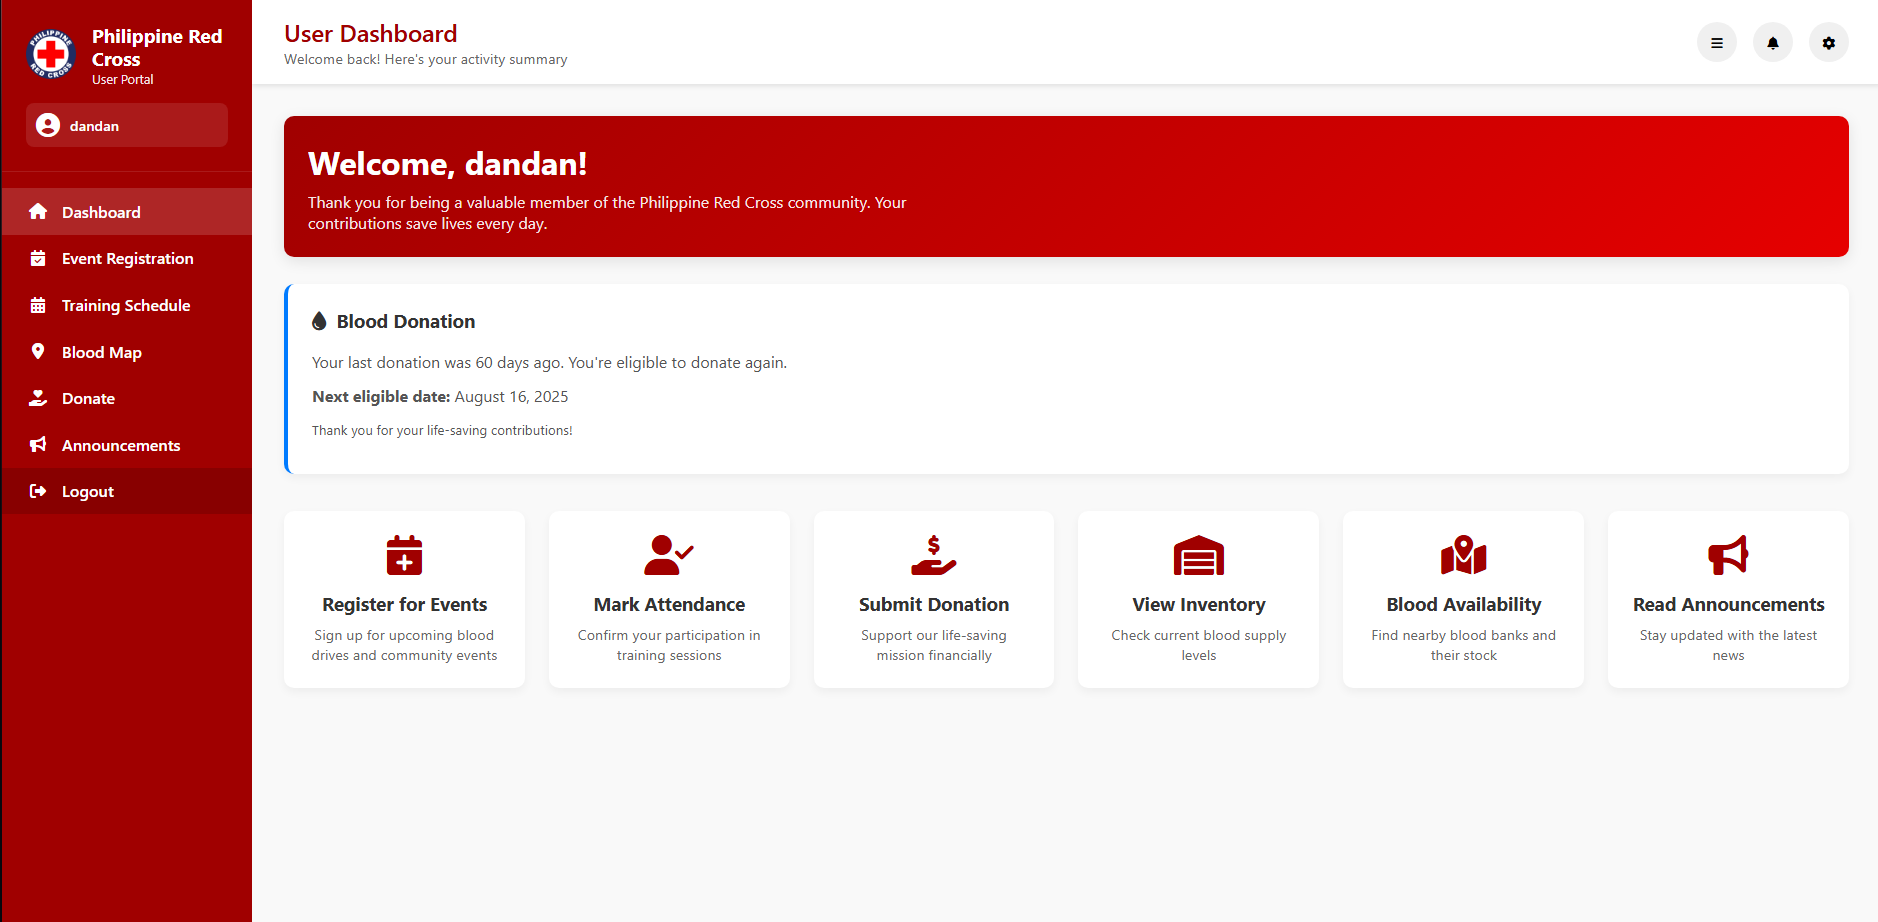 PHILIPPINE
RED CROSS
Philippine Red
Cross
User Portal
dandan
Dashboard
Event Registration
Training Schedule
Blood Map
Donate
Announcements
Logout
User Dashboard
Welcome back! Here's your activity summary
Welcome, dandan!
Thank you for being a valuable member of the Philippine Red Cross community. Your
contributions save lives every day.
Blood Donation
Your last donation was 60 days ago. You're eligible to donate again.
Next eligible date: August 16, 2025
Thank you for your life-saving contributions!
Register for Events
Sign up for upcoming blood
drives and community events
Mark Attendance
Confirm your participation in
training sessions
Submit Donation
Support our life-saving
mission financially
View Inventory
Check current blood supply
levels
Blood Availability
Find nearby blood banks and
their stock
Read Announcements
Stay updated with the latest
news